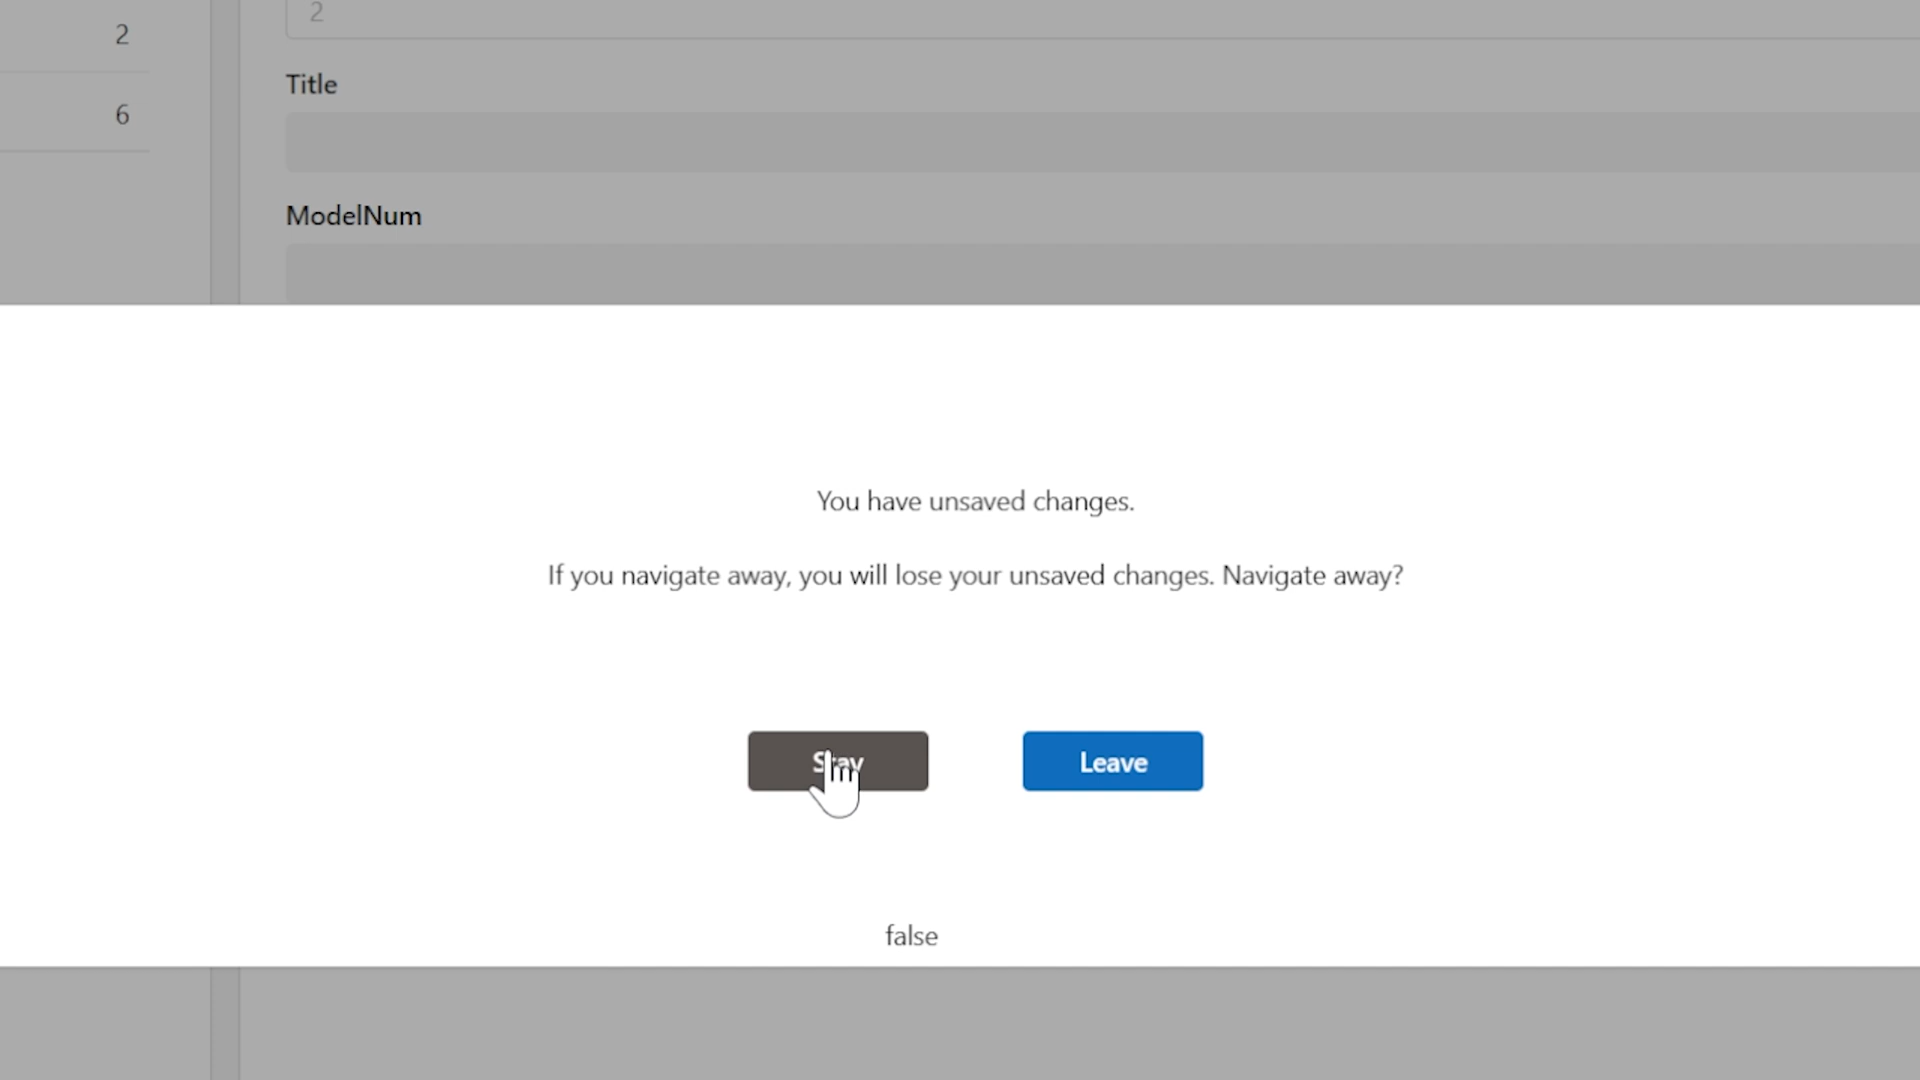 2
2
Title
6
ModelNum
You have unsaved changes.
If you navigate away, you will lose your unsaved changes. Navigate away?
Stay
Leave
false